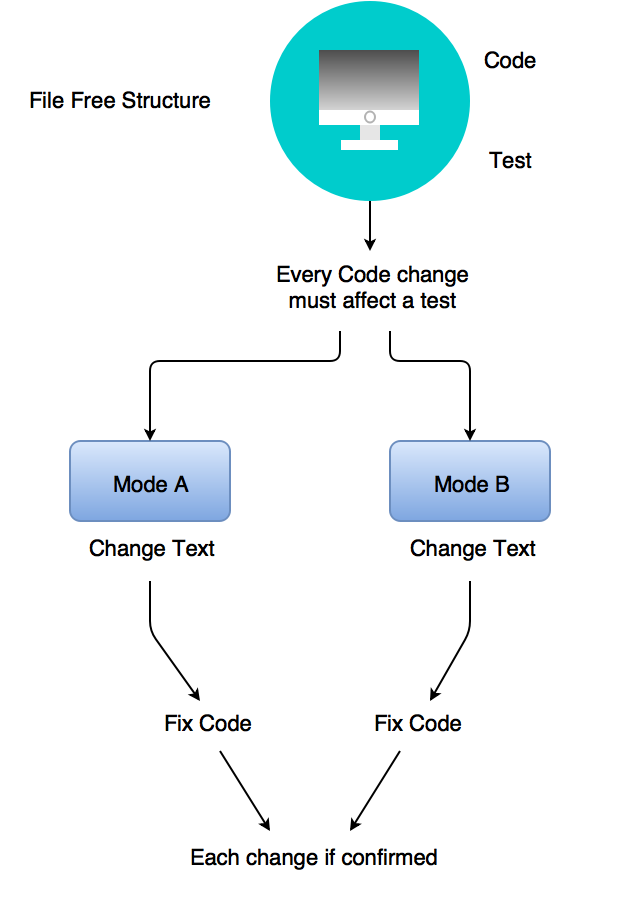 Code
File Free Structure
Test
Every Code change
must affect a test
Mode A
Mode B
Change Text
Change Text
Fix Code
Fix Code
Each change if confirmed